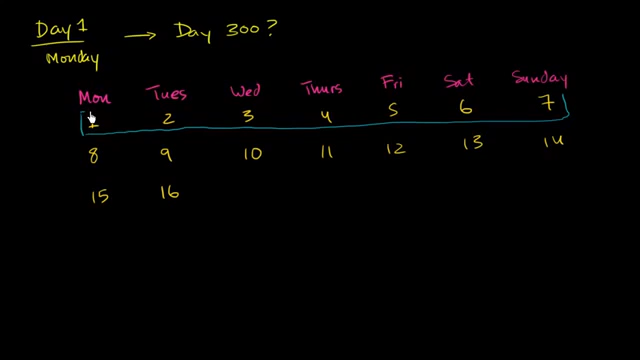 Day 1 → Day 300?
Monday
Mon Tues Wed Thurs Fri Sat Sunday
1 2 3 4 5 6 7
8 9 10 11 12 13 14
15 16